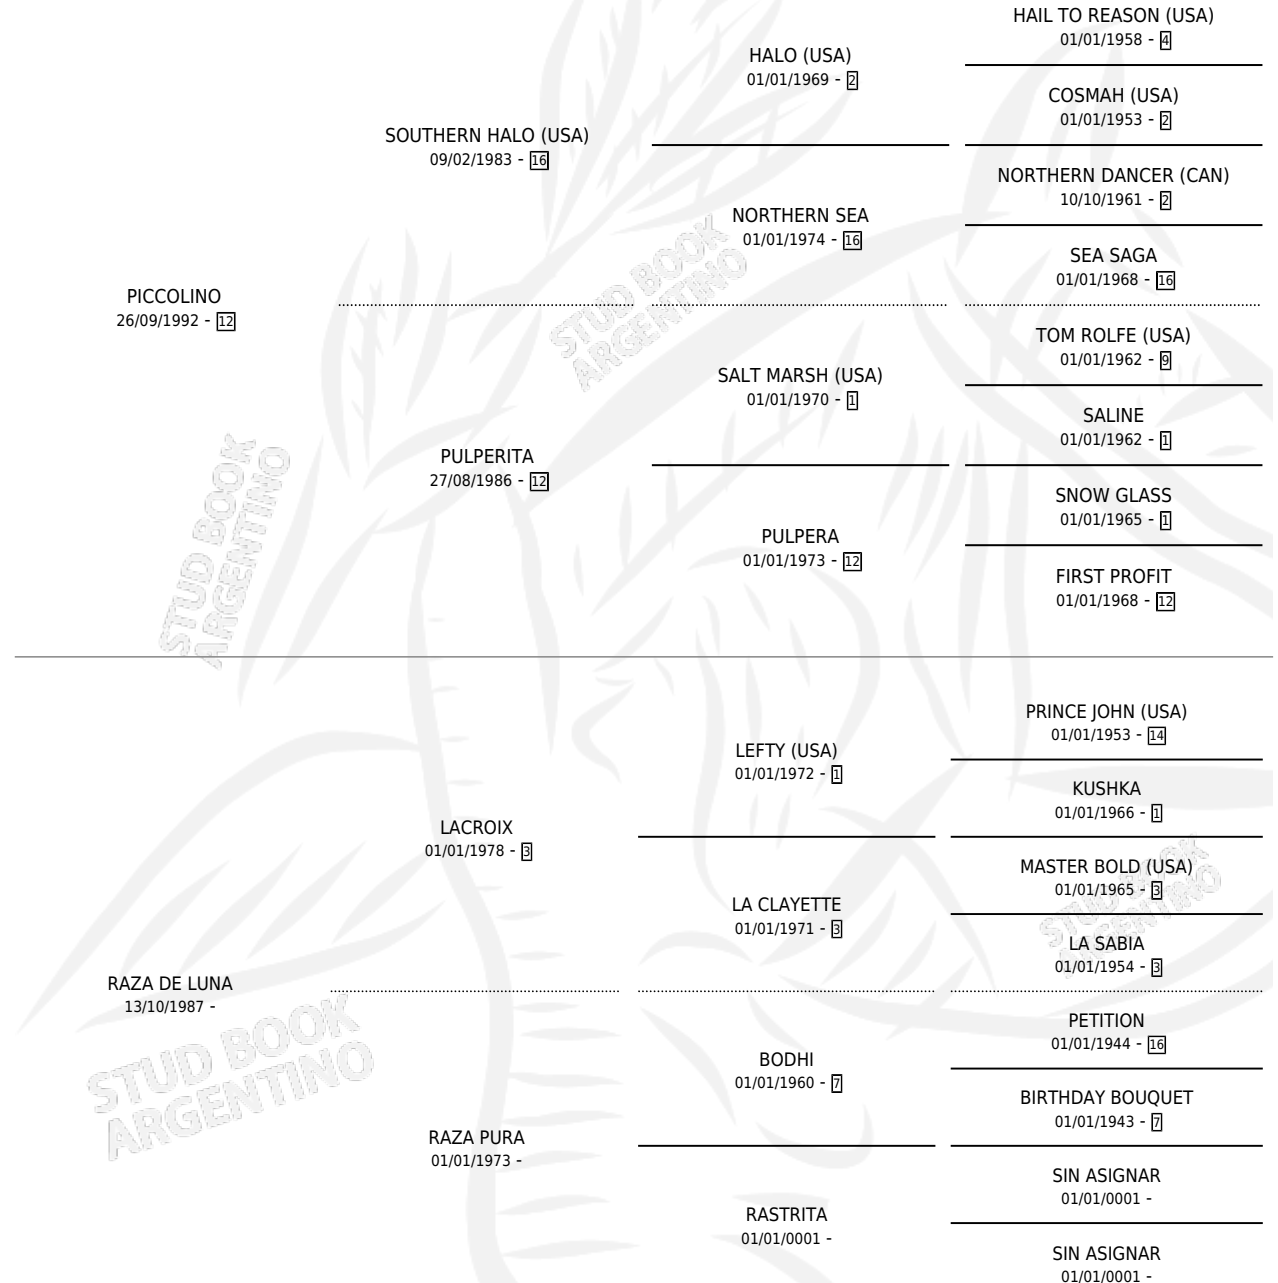 HAIL TO REASON (USA)
01/01/1958 - 4
HALO (USA)
01/01/1969 - 2
COSMAH (USA)
01/01/1953 - 2
SOUTHERN HALO (USA)
09/02/1983 - 16
NORTHERN DANCER (CAN)
10/10/1961 - 2
NORTHERN SEA
01/01/1974 - 16
SEA SAGA
01/01/1968 - 16
PICCOLINO
26/09/1992 - 12
TOM ROLFE (USA)
01/01/1962 - 9
SALT MARSH (USA)
01/01/1970 - 1
SALINE
01/01/1962 - 1
PULPERITA
27/08/1986 - 12
SNOW GLASS
01/01/1965 - 1
PULPERA
01/01/1973 - 12
FIRST PROFIT
01/01/1968 - 12
PRINCE JOHN (USA)
01/01/1953 - 14
LEFTY (USA)
01/01/1972 - 1
KUSHKA
01/01/1966 - 1
LACROIX
01/01/1978 - 3
MASTER BOLD (USA)
01/01/1965 - 3
LA CLAYETTE
01/01/1971 - 3
LA SABIA
01/01/1954 - 3
RAZA DE LUNA
13/10/1987 -
PETITION
01/01/1944 - 16
BODHI
01/01/1960 - 7
BIRTHDAY BOUQUET
01/01/1943 - 7
RAZA PURA
01/01/1973 -
SIN ASIGNAR
01/01/0001 -
RASTRITA
01/01/0001 -
SIN ASIGNAR
01/01/0001 -
STUD BOOK
ARGENTINO
STUD BOOK
ARGENTINO
STUD BOOK
ARGENTINO
STUD BOOK
ARGENTINO